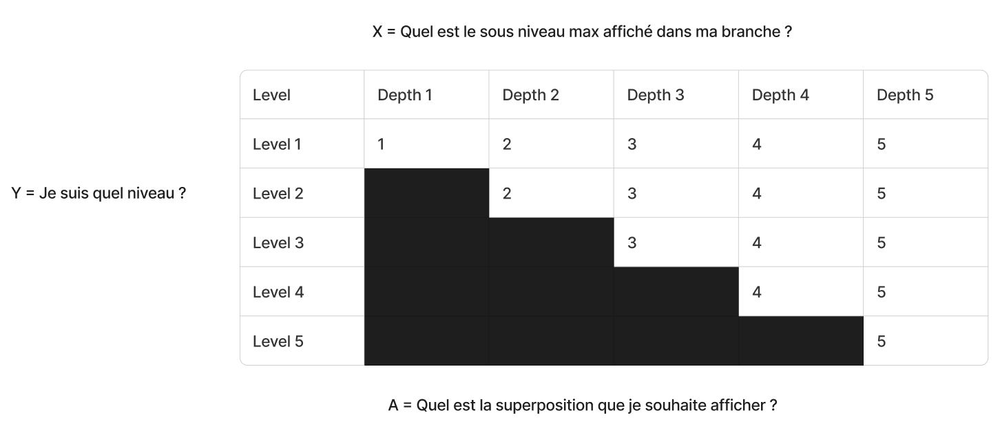 X = Quel est le sous niveau max affiché dans ma branche ?
Level Depth 1 Depth 2 Depth 3 Depth 4 Depth 5
Level 1 1 2 3 4 5
Y = Je suis quel niveau ?
Level 2 2 3 4 5
Level 3 3 4 5
Level 4 4 5
Level 5 5
A = Quel est la superposition que je souhaite afficher ?